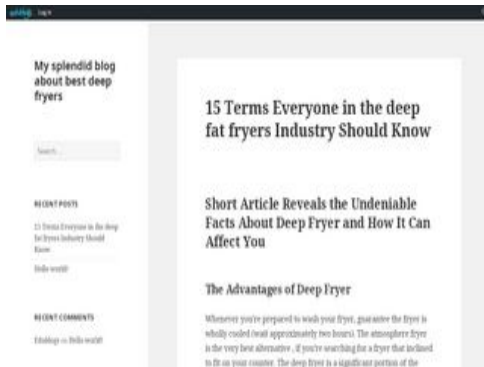 Log In
My splendid blog
about best deep
fryers
Search …
RECENT POSTS
15 Terms Everyone in the deep
fat fryers Industry Should
Know
Hello world!
RECENT COMMENTS
Edublogs on Hello world!
15 Terms Everyone in the deep
fat fryers Industry Should Know
Short Article Reveals the Undeniable
Facts About Deep Fryer and How It Can
Affect You
The Advantages of Deep Fryer
Whenever you're prepared to wash your fryer, guarantee the fryer is
wholly cooled (wait approximately two hours). The atmosphere fryer
is the very best alternative , if you're searching for a fryer that inclined
to fit on your counter. The deep fryer is a significant portion of the